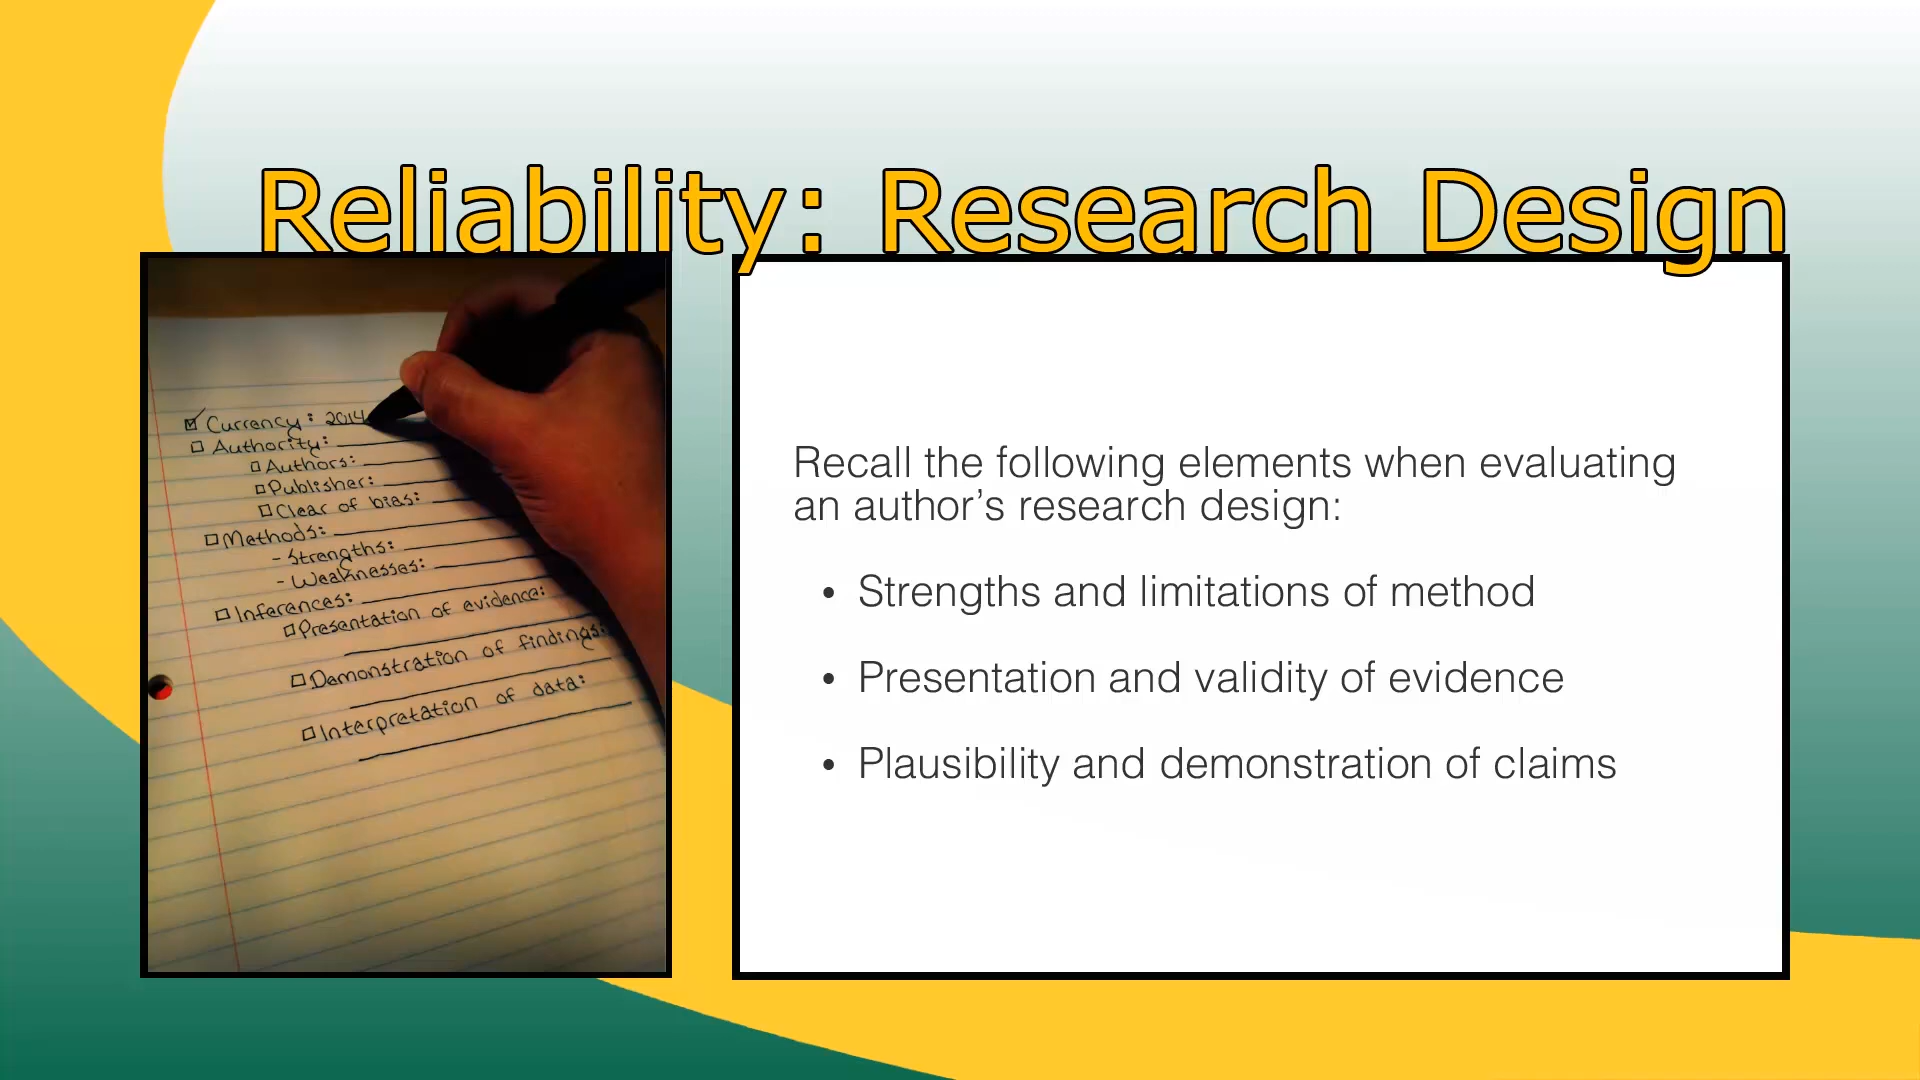 Reliability: Research Design
Currency: 2014
Authority:
Authors:
Publisher:
Clear of bias:
Methods:
- Strengths:
- Weaknesses:
Inferences:
Presentation of evidence:
Demonstration of findings:
Interpretation of data:
Recall the following elements when evaluating
an author’s research design:
• Strengths and limitations of method
• Presentation and validity of evidence
• Plausibility and demonstration of claims